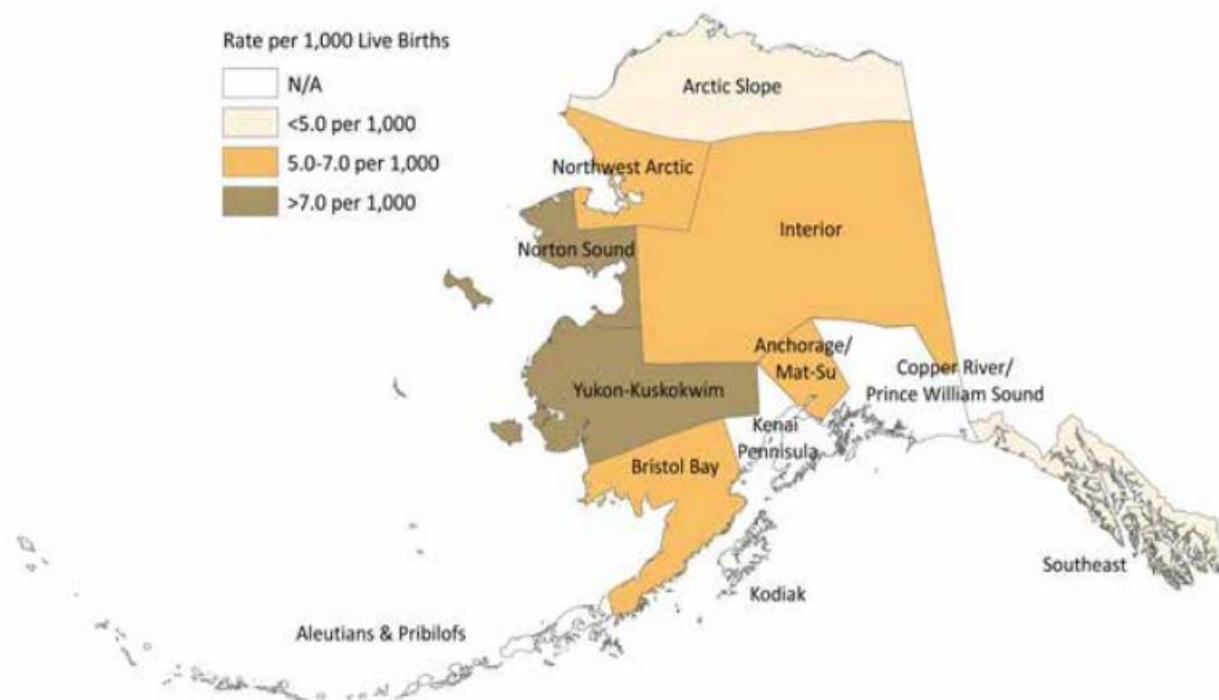 Rate per 1,000 Live Births
N/A
<5.0 per 1,000
5.0-7.0 per 1,000
>7.0 per 1,000
Arctic Slope
Northwest Arctic
Interior
Norton Sound
Anchorage/
Mat-Su
Copper River/
Prince William Sound
Yukon-Kuskokwim
Kenai
Pennisula
Bristol Bay
Southeast
Kodiak
Aleutians & Pribilofs